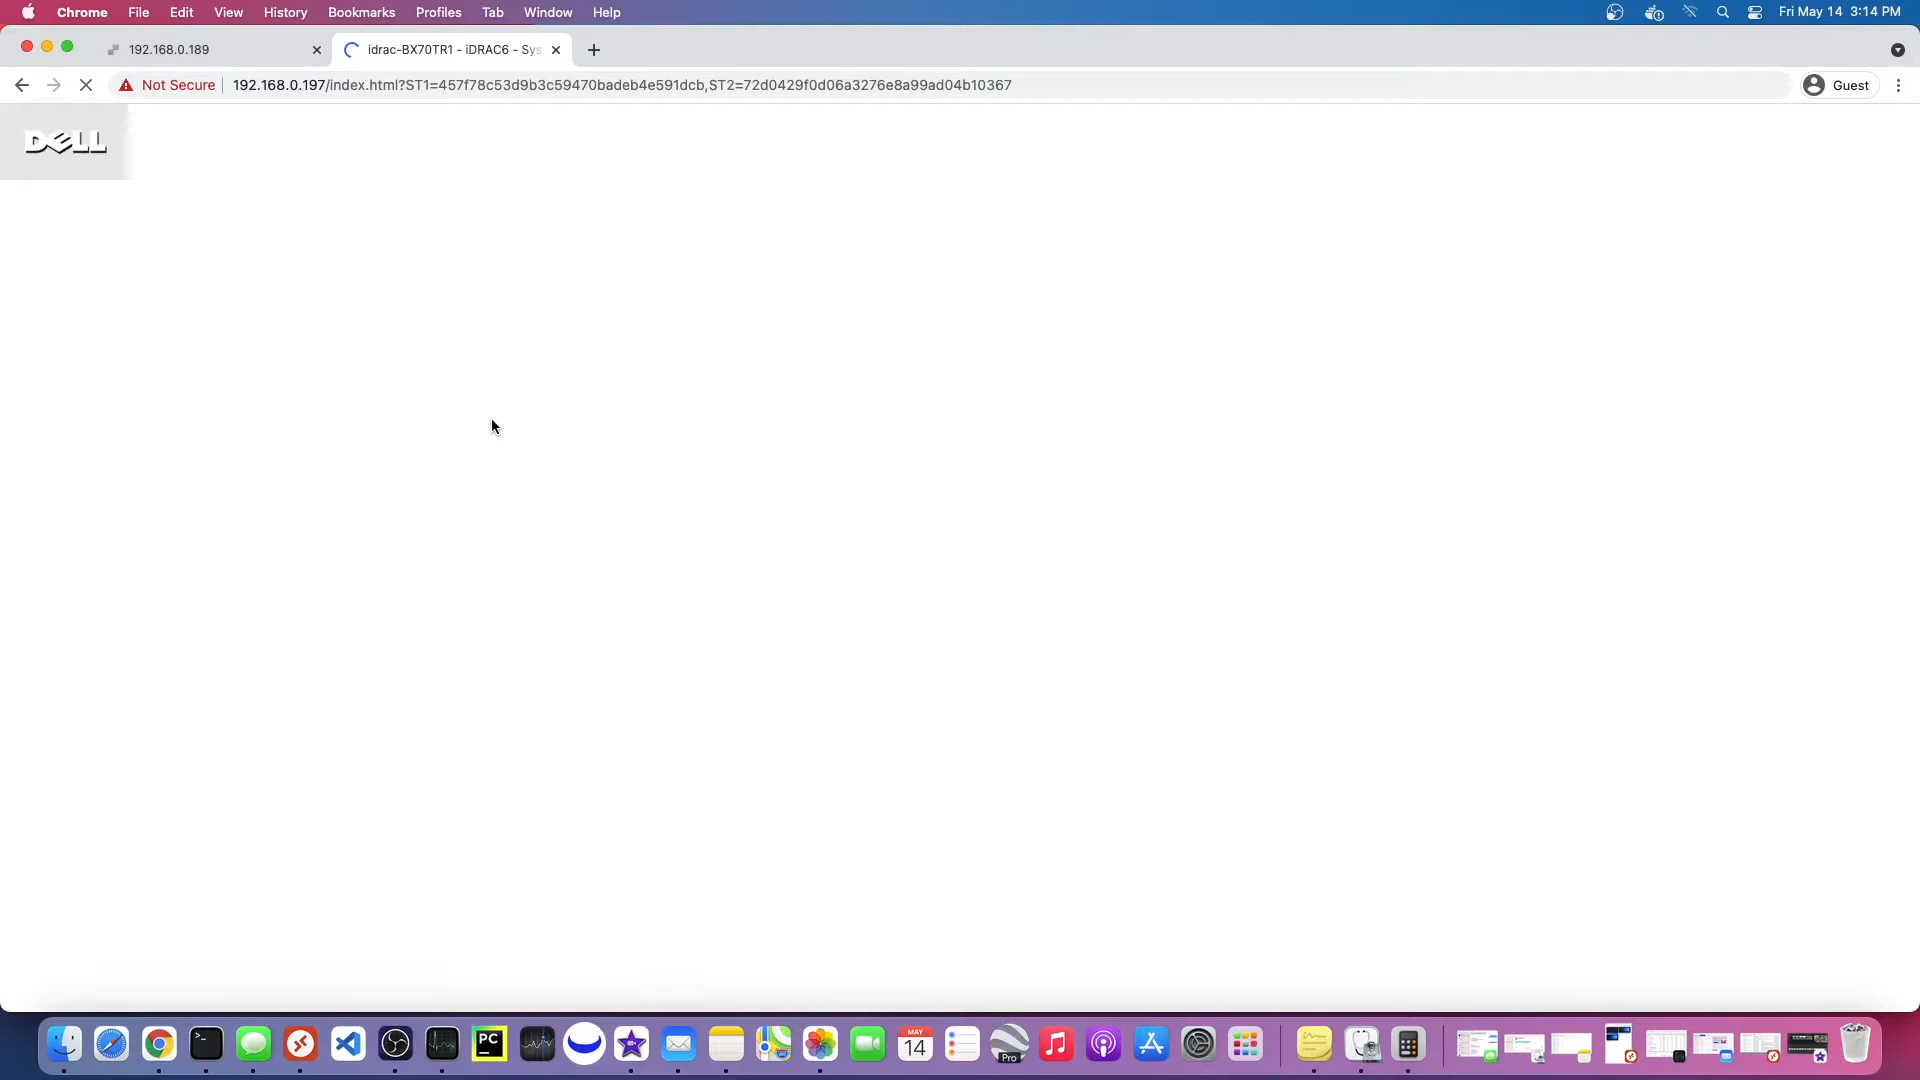 Chrome File Edit View History Bookmarks Profiles Tab Window Help Fri May 14 3:14 PM
192.168.0.189 idrac-BX70TR1 - iDRAC6 - Sys
Not Secure 192.168.0.197/index.html?ST1=457f78c53d9b3c59470badeb4e591dcb,ST2=72d0429f0d06a3276e8a99ad04b10367 Guest
DELL
>_ PC MAY 14 Pro